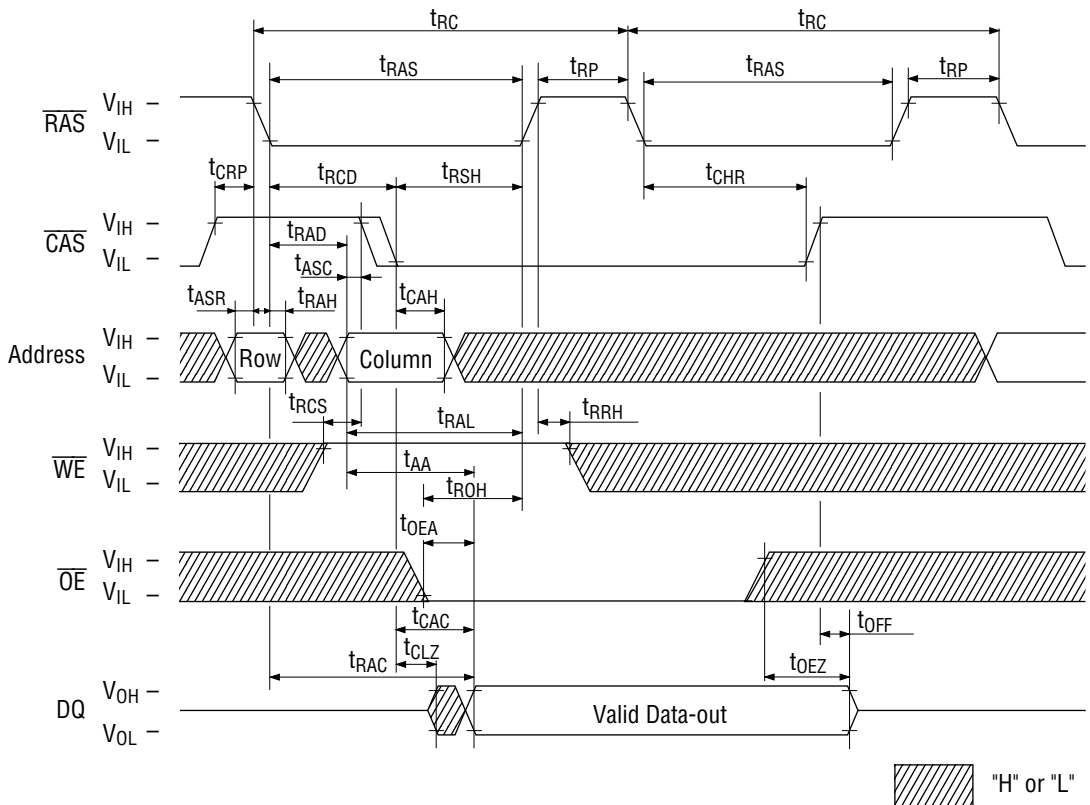 tRC tRC
tRAS tRP tRAS tRP
RAS VIH –
VIL –
tCRP tRCD tRSH tCHR
CAS VIH –
VIL –
tRAD
tASC
tASR tRAH tCAH
Address VIH –
VIL –
Row Column
tRCS tRAL tRRH
WE VIH –
VIL –
tAA
tROH
tOEA
OE VIH –
VIL –
tCAC tOFF
tRAC tCLZ tOEZ
DQ VOH –
VOL –
Valid Data-out
"H" or "L"